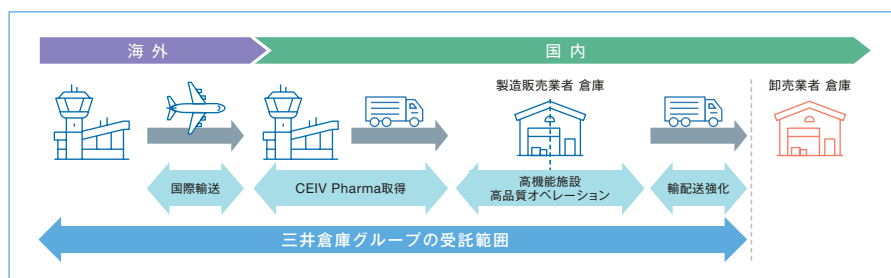 海外
国内
製造販売業者 倉庫
卸売業者 倉庫
国際輸送
CEIV Pharma取得
高機能施設
高品質オペレーション
輸配送強化
三井倉庫グループの受託範囲